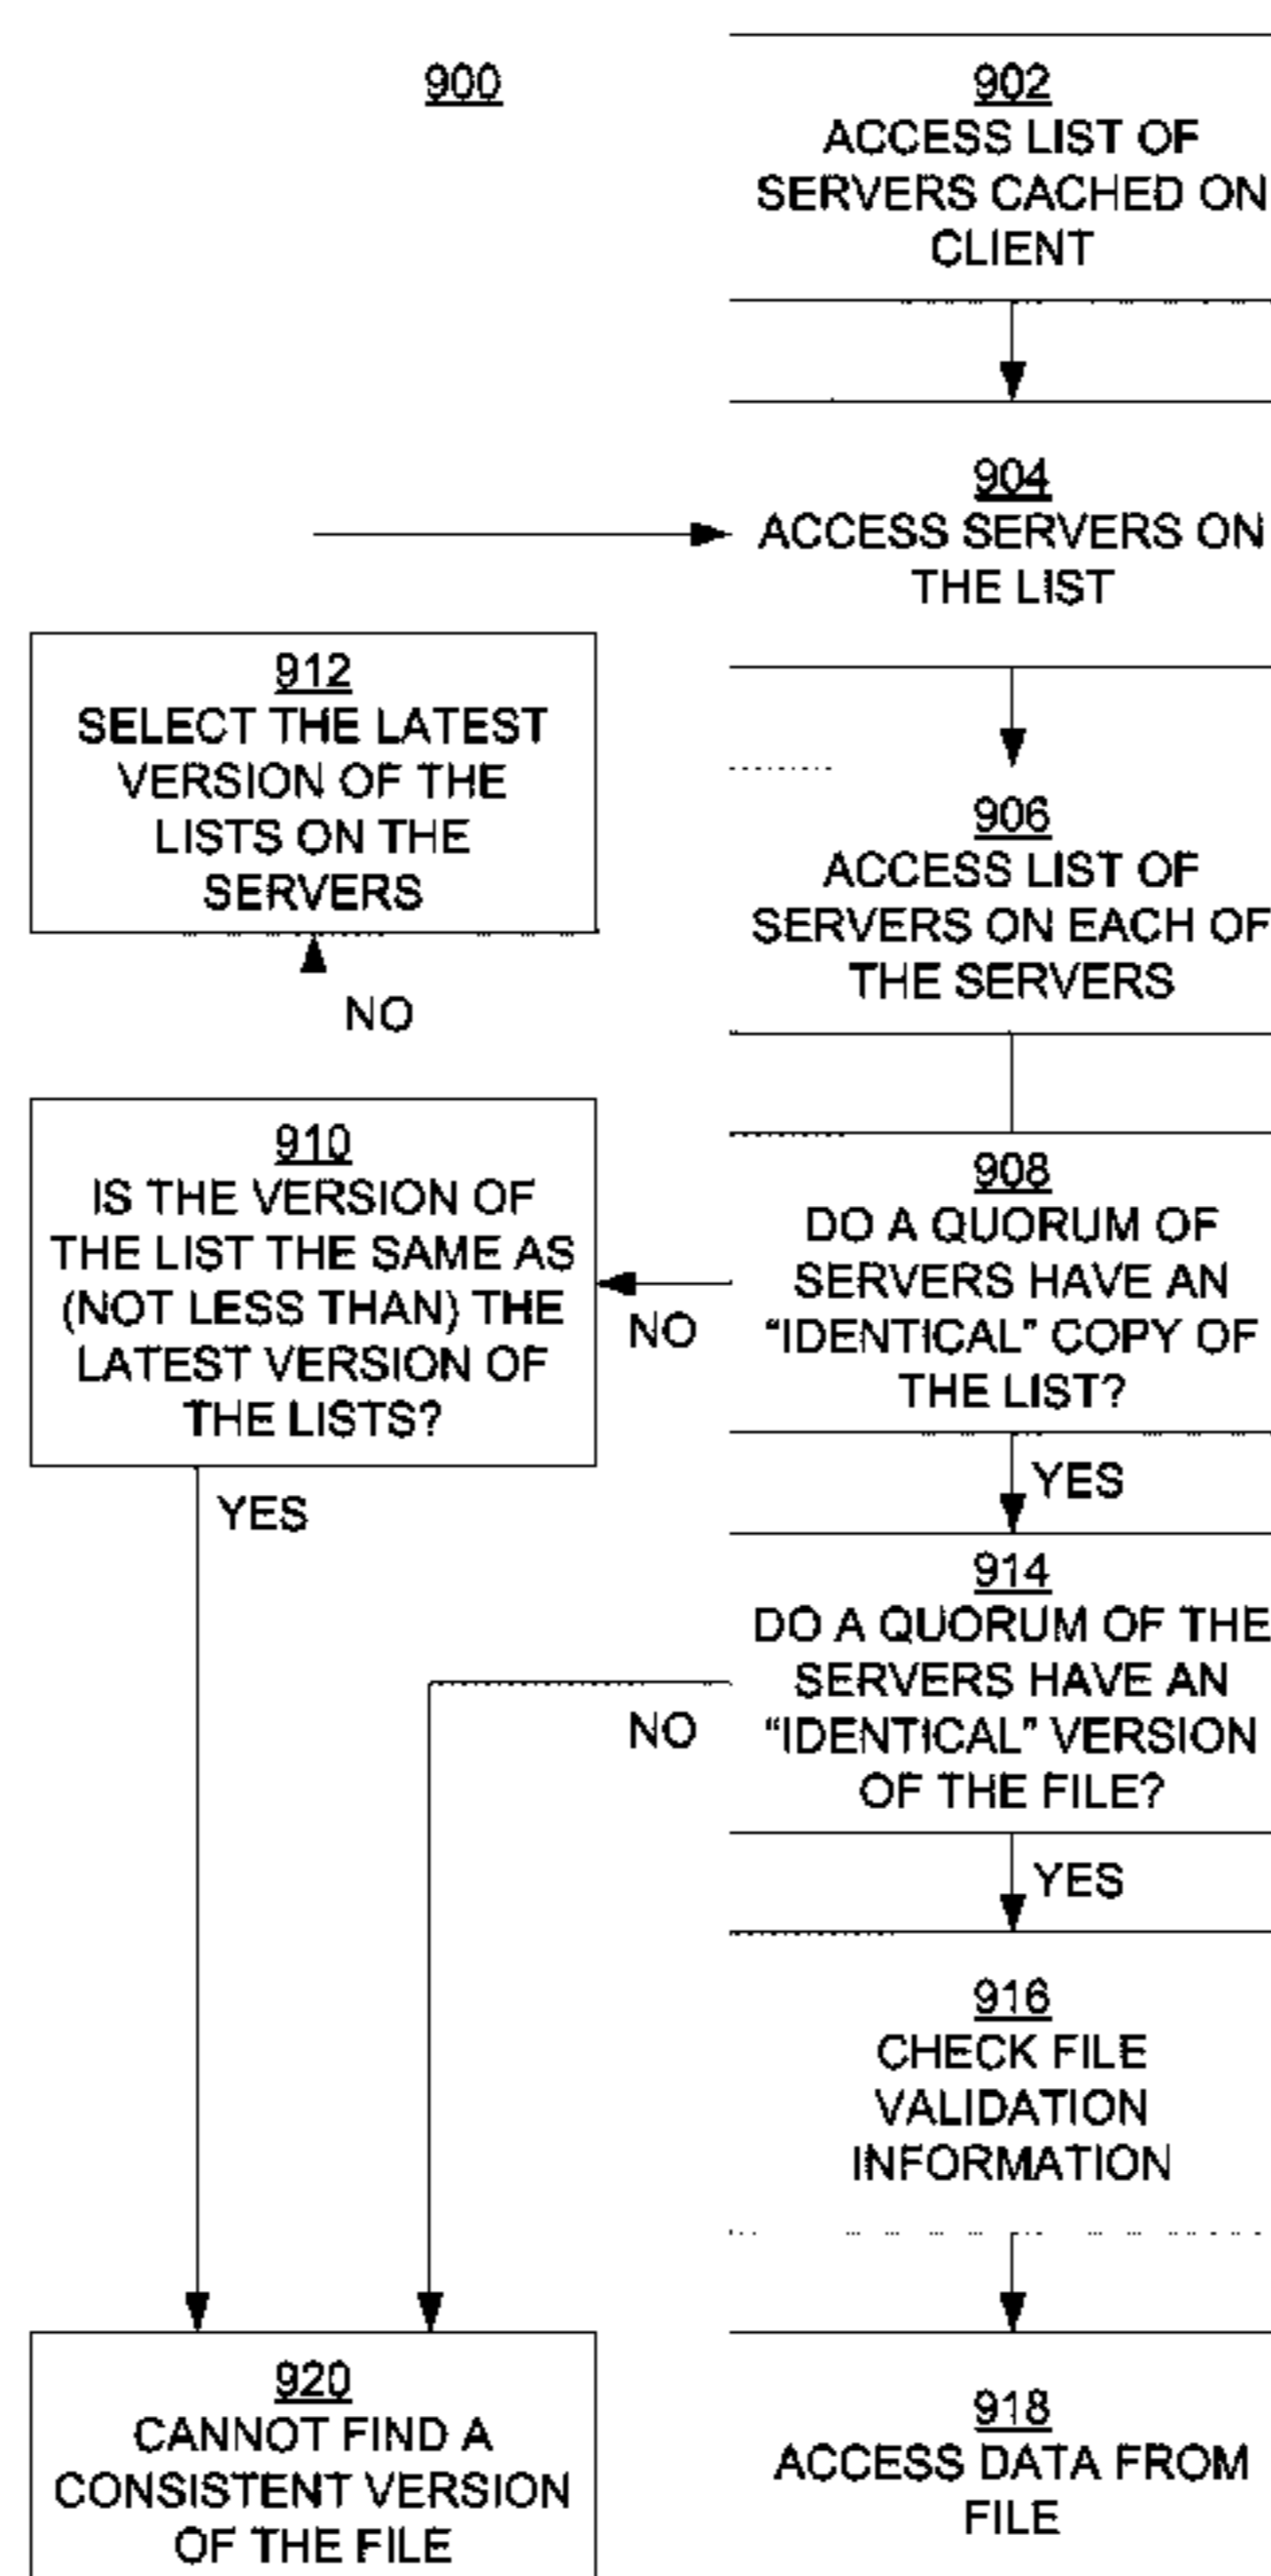 900
902
ACCESS LIST OF
SERVERS CACHED ON
CLIENT
904
ACCESS SERVERS ON
THE LIST
912
SELECT THE LATEST
VERSION OF THE
LISTS ON THE
SERVERS
906
ACCESS LIST OF
SERVERS ON EACH OF
THE SERVERS
NO
910
IS THE VERSION OF
THE LIST THE SAME AS
(NOT LESS THAN) THE
LATEST VERSION OF
THE LISTS?
908
DO A QUORUM OF
SERVERS HAVE AN
“IDENTICAL” COPY OF
THE LIST?
NO
YES
YES
914
DO A QUORUM OF THE
SERVERS HAVE AN
“IDENTICAL” VERSION
OF THE FILE?
NO
YES
916
CHECK FILE
VALIDATION
INFORMATION
920
CANNOT FIND A
CONSISTENT VERSION
OF THE FILE
918
ACCESS DATA FROM
FILE